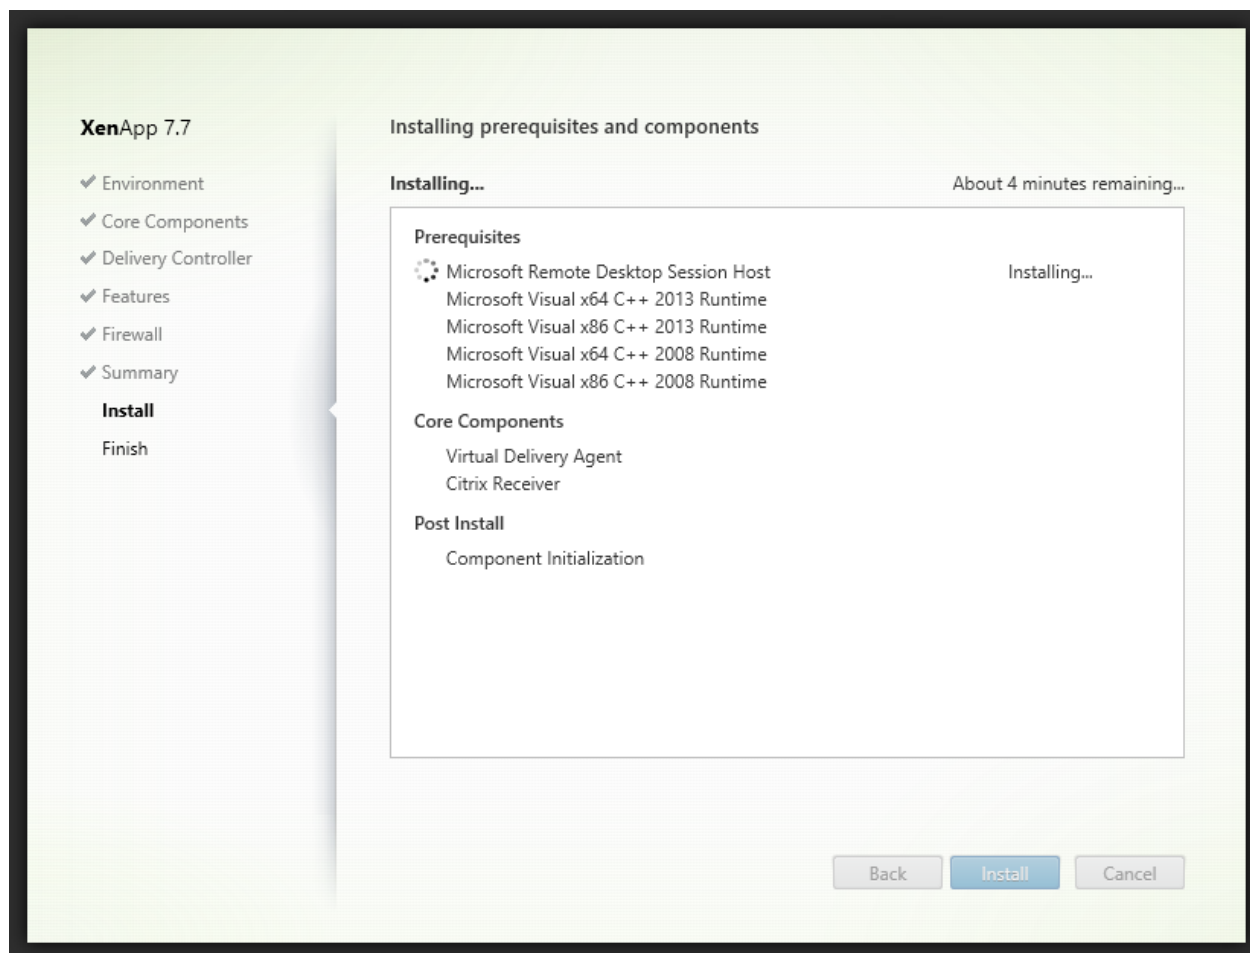 XenApp 7.7
Environment
Core Components
Delivery Controller
Features
Firewall
Summary
Install
Finish
Installing prerequisites and components
Installing... About 4 minutes remaining...
Prerequisites
Microsoft Remote Desktop Session Host Installing...
Microsoft Visual x64 C++ 2013 Runtime
Microsoft Visual x86 C++ 2013 Runtime
Microsoft Visual x64 C++ 2008 Runtime
Microsoft Visual x86 C++ 2008 Runtime
Core Components
Virtual Delivery Agent
Citrix Receiver
Post Install
Component Initialization
Back Install Cancel